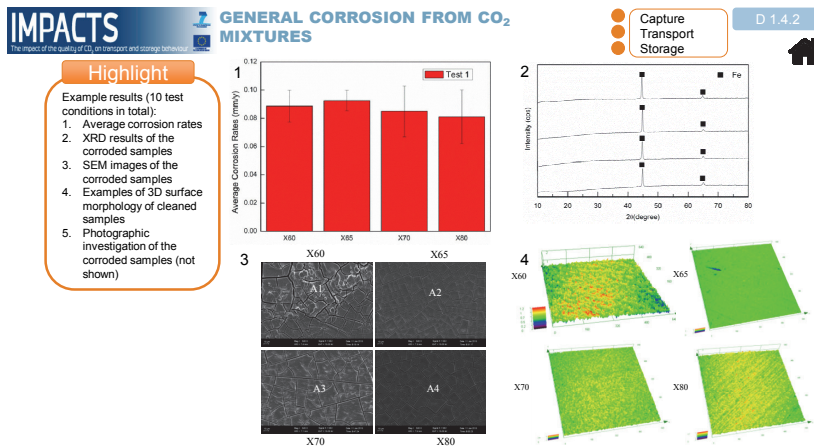 IMPACTS
The impact of the quality of CO2 on transport and storage behaviour
7
GENERAL CORROSION FROM CO2
MIXTURES
Capture
Transport
Storage
D 1.4.2
Highlight
Example results (10 test
conditions in total):
1. Average corrosion rates
2. XRD results of the
corroded samples
3. SEM images of the
corroded samples
4. Examples of 3D surface
morphology of cleaned
samples
5. Photographic
investigation of the
corroded samples (not
shown)
1
Average Corrosion Rates (mm/y)
0.12
0.10
0.08
0.06
0.04
0.02
0.00
Test 1
X60 X65 X70 X80
2
Intensity (cos)
Fe
10 20 30 40 50 60 70 80
2θ(degree)
3
X60 X65
A1 A2
A3 A4
X70 X80
4
X60
X65
X70
X80